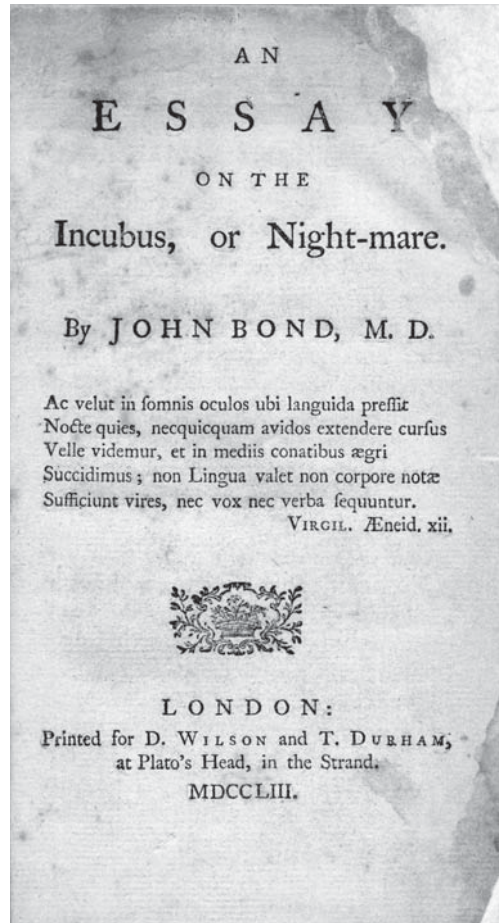 AN
ESSAY
ON THE
Incubus, or Night-mare.
By JOHN BOND, M. D.
Ac velut in ſomnis oculos ubi languida preſſit
Nocte quies, necquicquam avidos extendere curſus
Velle videmur, et in mediis conatibus ægri
Succidimus; non Lingua valet non corpore notæ
Sufficiunt vires, nec vox nec verba ſequuntur.
VIRGIL. Æneid. xii.
LONDON:
Printed for D. WILSON and T. DURHAM,
at Plato's Head, in the Strand.
MDCCLIII.